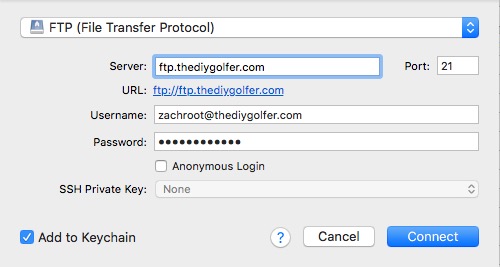 FTP (File Transfer Protocol)
Server: ftp.thediygolfer.com Port: 21
URL: ftp://ftp.thediygolfer.com
Username: zachroot@thediygolfer.com
Password: ••••••••••••
Anonymous Login
SSH Private Key: None
Add to Keychain ? Cancel Connect